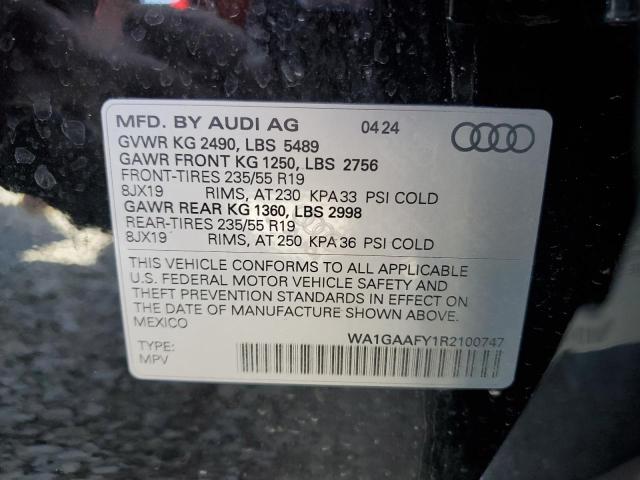 MFD. BY AUDI AG 04 24
GVWR KG 2490, LBS 5489
GAWR FRONT KG 1250, LBS 2756
FRONT-TIRES 235/55 R19
8JX19 RIMS, AT 230 KPA 33 PSI COLD
GAWR REAR KG 1360, LBS 2998
REAR-TIRES 235/55 R19
8JX19 RIMS, AT 250 KPA 36 PSI COLD
THIS VEHICLE CONFORMS TO ALL APPLICABLE
U.S. FEDERAL MOTOR VEHICLE SAFETY AND
THEFT PREVENTION STANDARDS IN EFFECT ON
THE DATE OF MANUFACTURE SHOWN ABOVE.
MEXICO
WA1GAAFY1R2100747
TYPE:
MPV